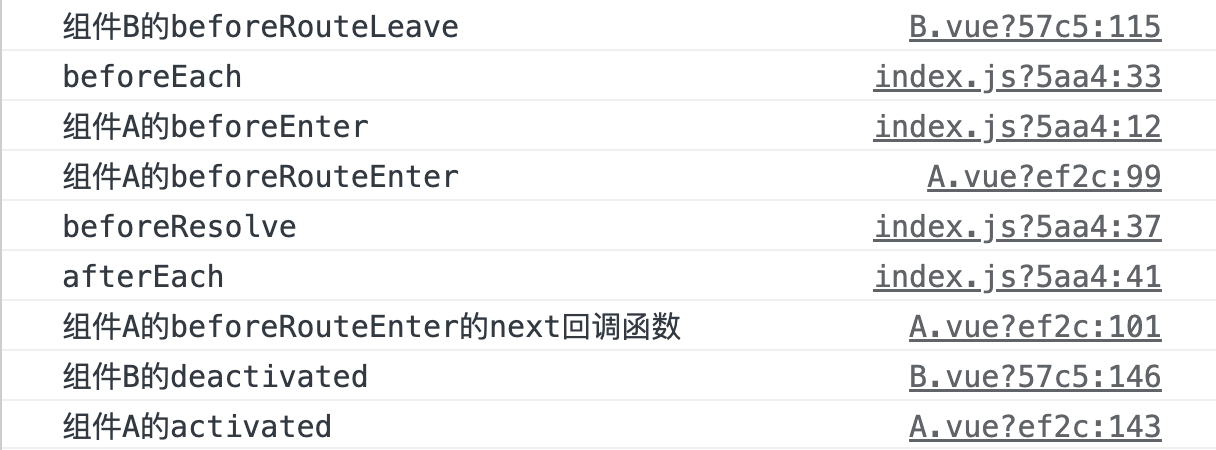 组件B的beforeRouteLeave B.vue?57c5:115
beforeEach index.js?5aa4:33
组件A的beforeEnter index.js?5aa4:12
组件A的beforeRouteEnter A.vue?ef2c:99
beforeResolve index.js?5aa4:37
afterEach index.js?5aa4:41
组件A的beforeRouteEnter的next回调函数 A.vue?ef2c:101
组件B的deactivated B.vue?57c5:146
组件A的activated A.vue?ef2c:143